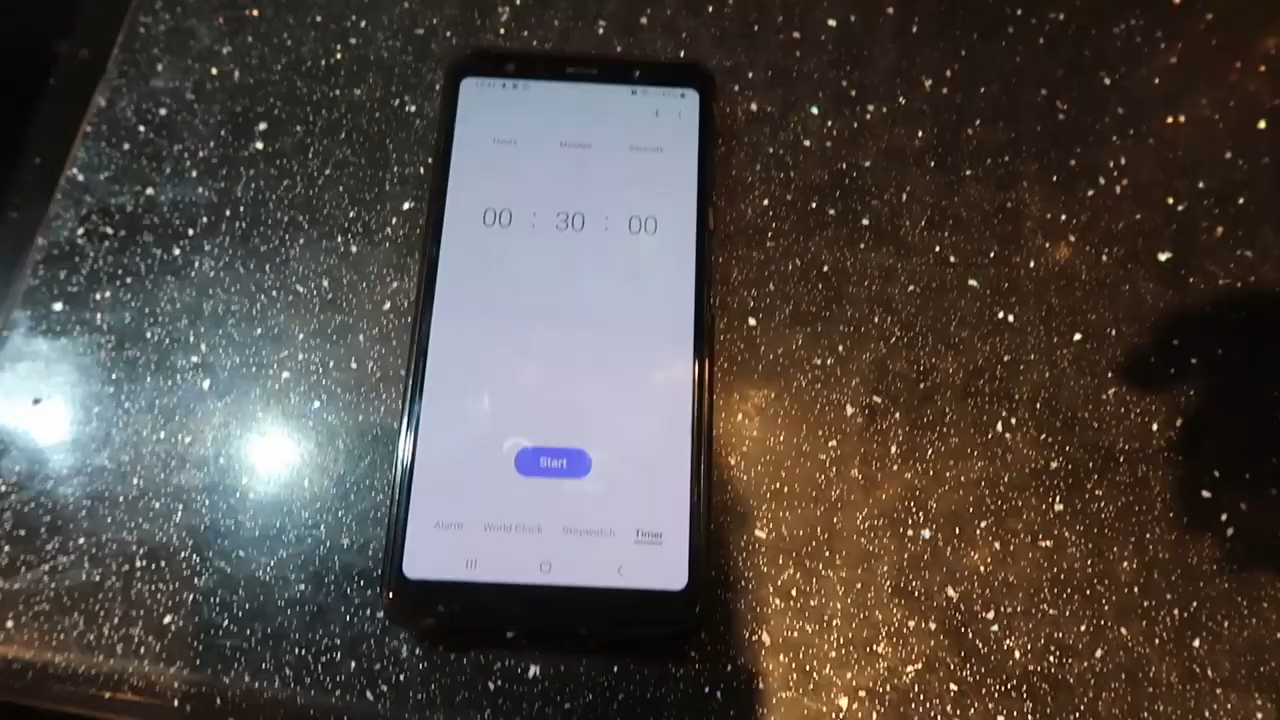 Hours Minutes Seconds
00 : 30 : 00
Start
Alarm World Clock Stopwatch Timer